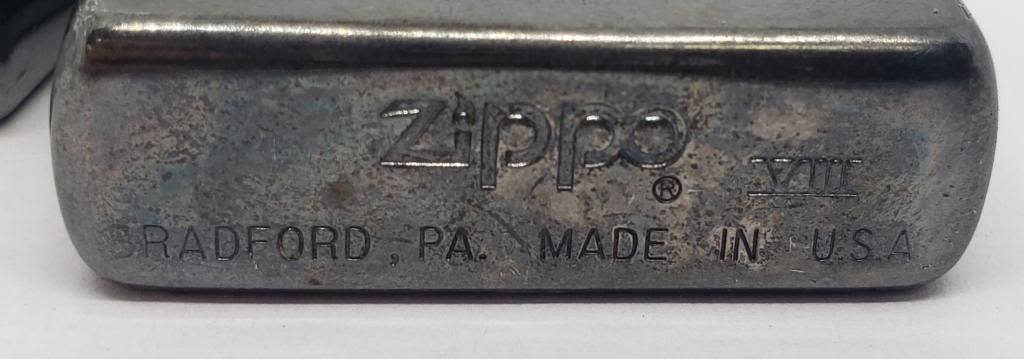 Zippo ® VIII
BRADFORD, PA. MADE IN U.S.A